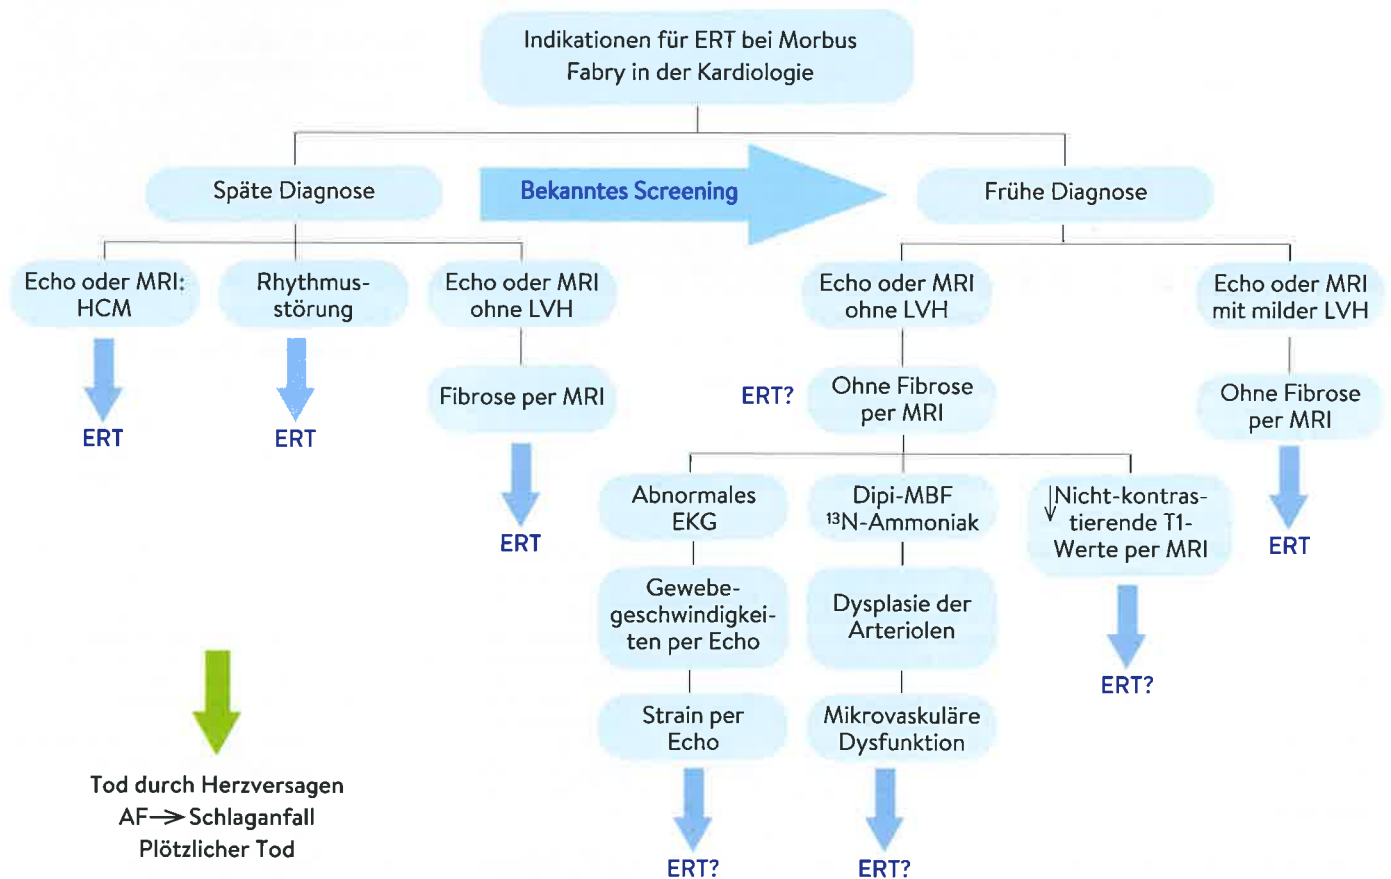 Indikationen für ERT bei Morbus
Fabry in der Kardiologie
Späte Diagnose
Bekanntes Screening
Frühe Diagnose
Echo oder MRI:
HCM
Rhythmus-
störung
Echo oder MRI
ohne LVH
Echo oder MRI
ohne LVH
Echo oder MRI
mit milder LVH
Fibrose per MRI
ERT?
Ohne Fibrose
per MRI
Ohne Fibrose
per MRI
ERT
ERT
ERT
Abnormales
EKG
Dipi-MBF
¹³N-Ammoniak
↓Nicht-kontras-
tierende T1-
Werte per MRI
ERT
Gewebe-
geschwindigkei-
ten per Echo
Dysplasie der
Arteriolen
ERT?
Strain per
Echo
Mikrovaskuläre
Dysfunktion
ERT?
ERT?
Tod durch Herzversagen
AF→Schlaganfall
Plötzlicher Tod